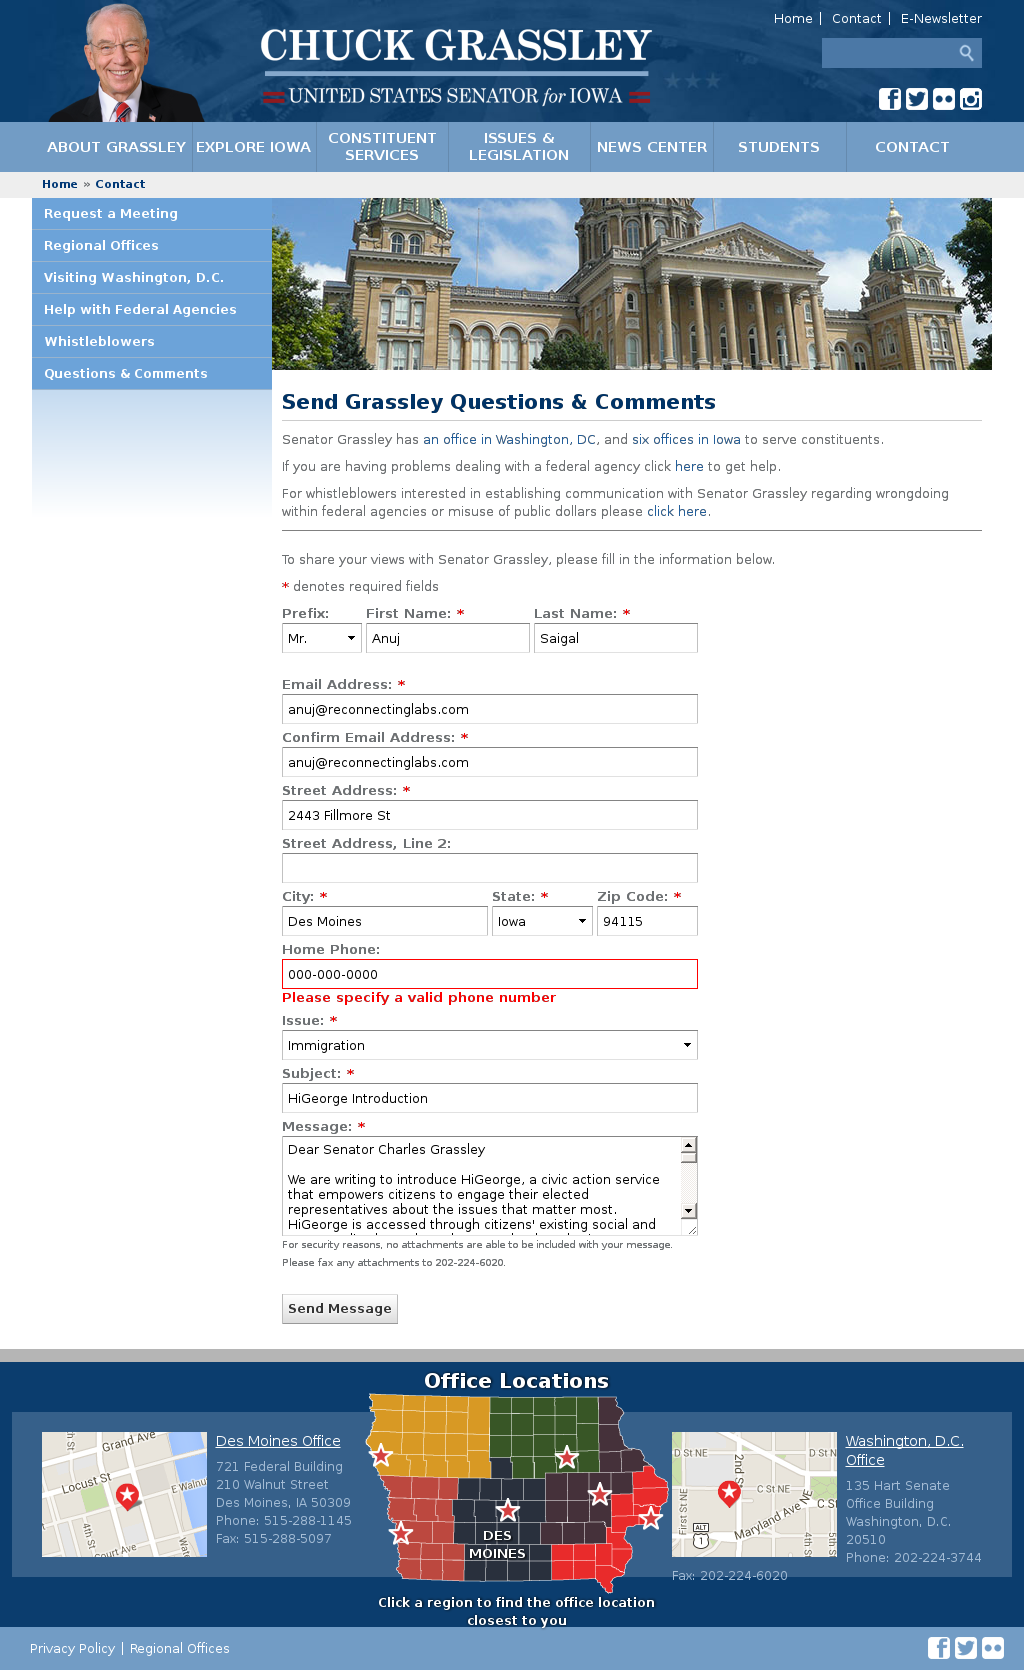 Home | Contact | E-Newsletter
CHUCK GRASSLEY
UNITED STATES SENATOR for IOWA
ABOUT GRASSLEY
EXPLORE IOWA
CONSTITUENT
SERVICES
ISSUES &
LEGISLATION
NEWS CENTER
STUDENTS
CONTACT
Home » Contact
Request a Meeting
Regional Offices
Visiting Washington, D.C.
Help with Federal Agencies
Whistleblowers
Questions & Comments
Send Grassley Questions & Comments
Senator Grassley has an office in Washington, DC, and six offices in Iowa to serve constituents.
If you are having problems dealing with a federal agency click here to get help.
For whistleblowers interested in establishing communication with Senator Grassley regarding wrongdoing
within federal agencies or misuse of public dollars please click here.
To share your views with Senator Grassley, please fill in the information below.
* denotes required fields
Prefix: First Name: * Last Name: *
Mr. Anuj Saigal
Email Address: *
anuj@reconnectinglabs.com
Confirm Email Address: *
anuj@reconnectinglabs.com
Street Address: *
2443 Fillmore St
Street Address, Line 2:
City: * State: * Zip Code: *
Des Moines Iowa 94115
Home Phone:
000-000-0000
Please specify a valid phone number
Issue: *
Immigration
Subject: *
HiGeorge Introduction
Message: *
Dear Senator Charles Grassley
We are writing to introduce HiGeorge, a civic action service
that empowers citizens to engage their elected
representatives about the issues that matter most.
HiGeorge is accessed through citizens' existing social and
For security reasons, no attachments are able to be included with your message.
Please fax any attachments to 202-224-6020.
Send Message
Office Locations
Grand Ave
Locust St
4th St
Court Ave
Des Moines Office
721 Federal Building
210 Walnut Street
Des Moines, IA 50309
Phone: 515-288-1145
Fax: 515-288-5097
DES
MOINES
Click a region to find the office location
closest to you
D St NE
D St N
2nd St
C St NE
C St
First St NE
Maryland Ave NE
ALT
1
4th St
Washington, D.C.
Office
135 Hart Senate
Office Building
Washington, D.C.
20510
Phone: 202-224-3744
Fax: 202-224-6020
Privacy Policy | Regional Offices